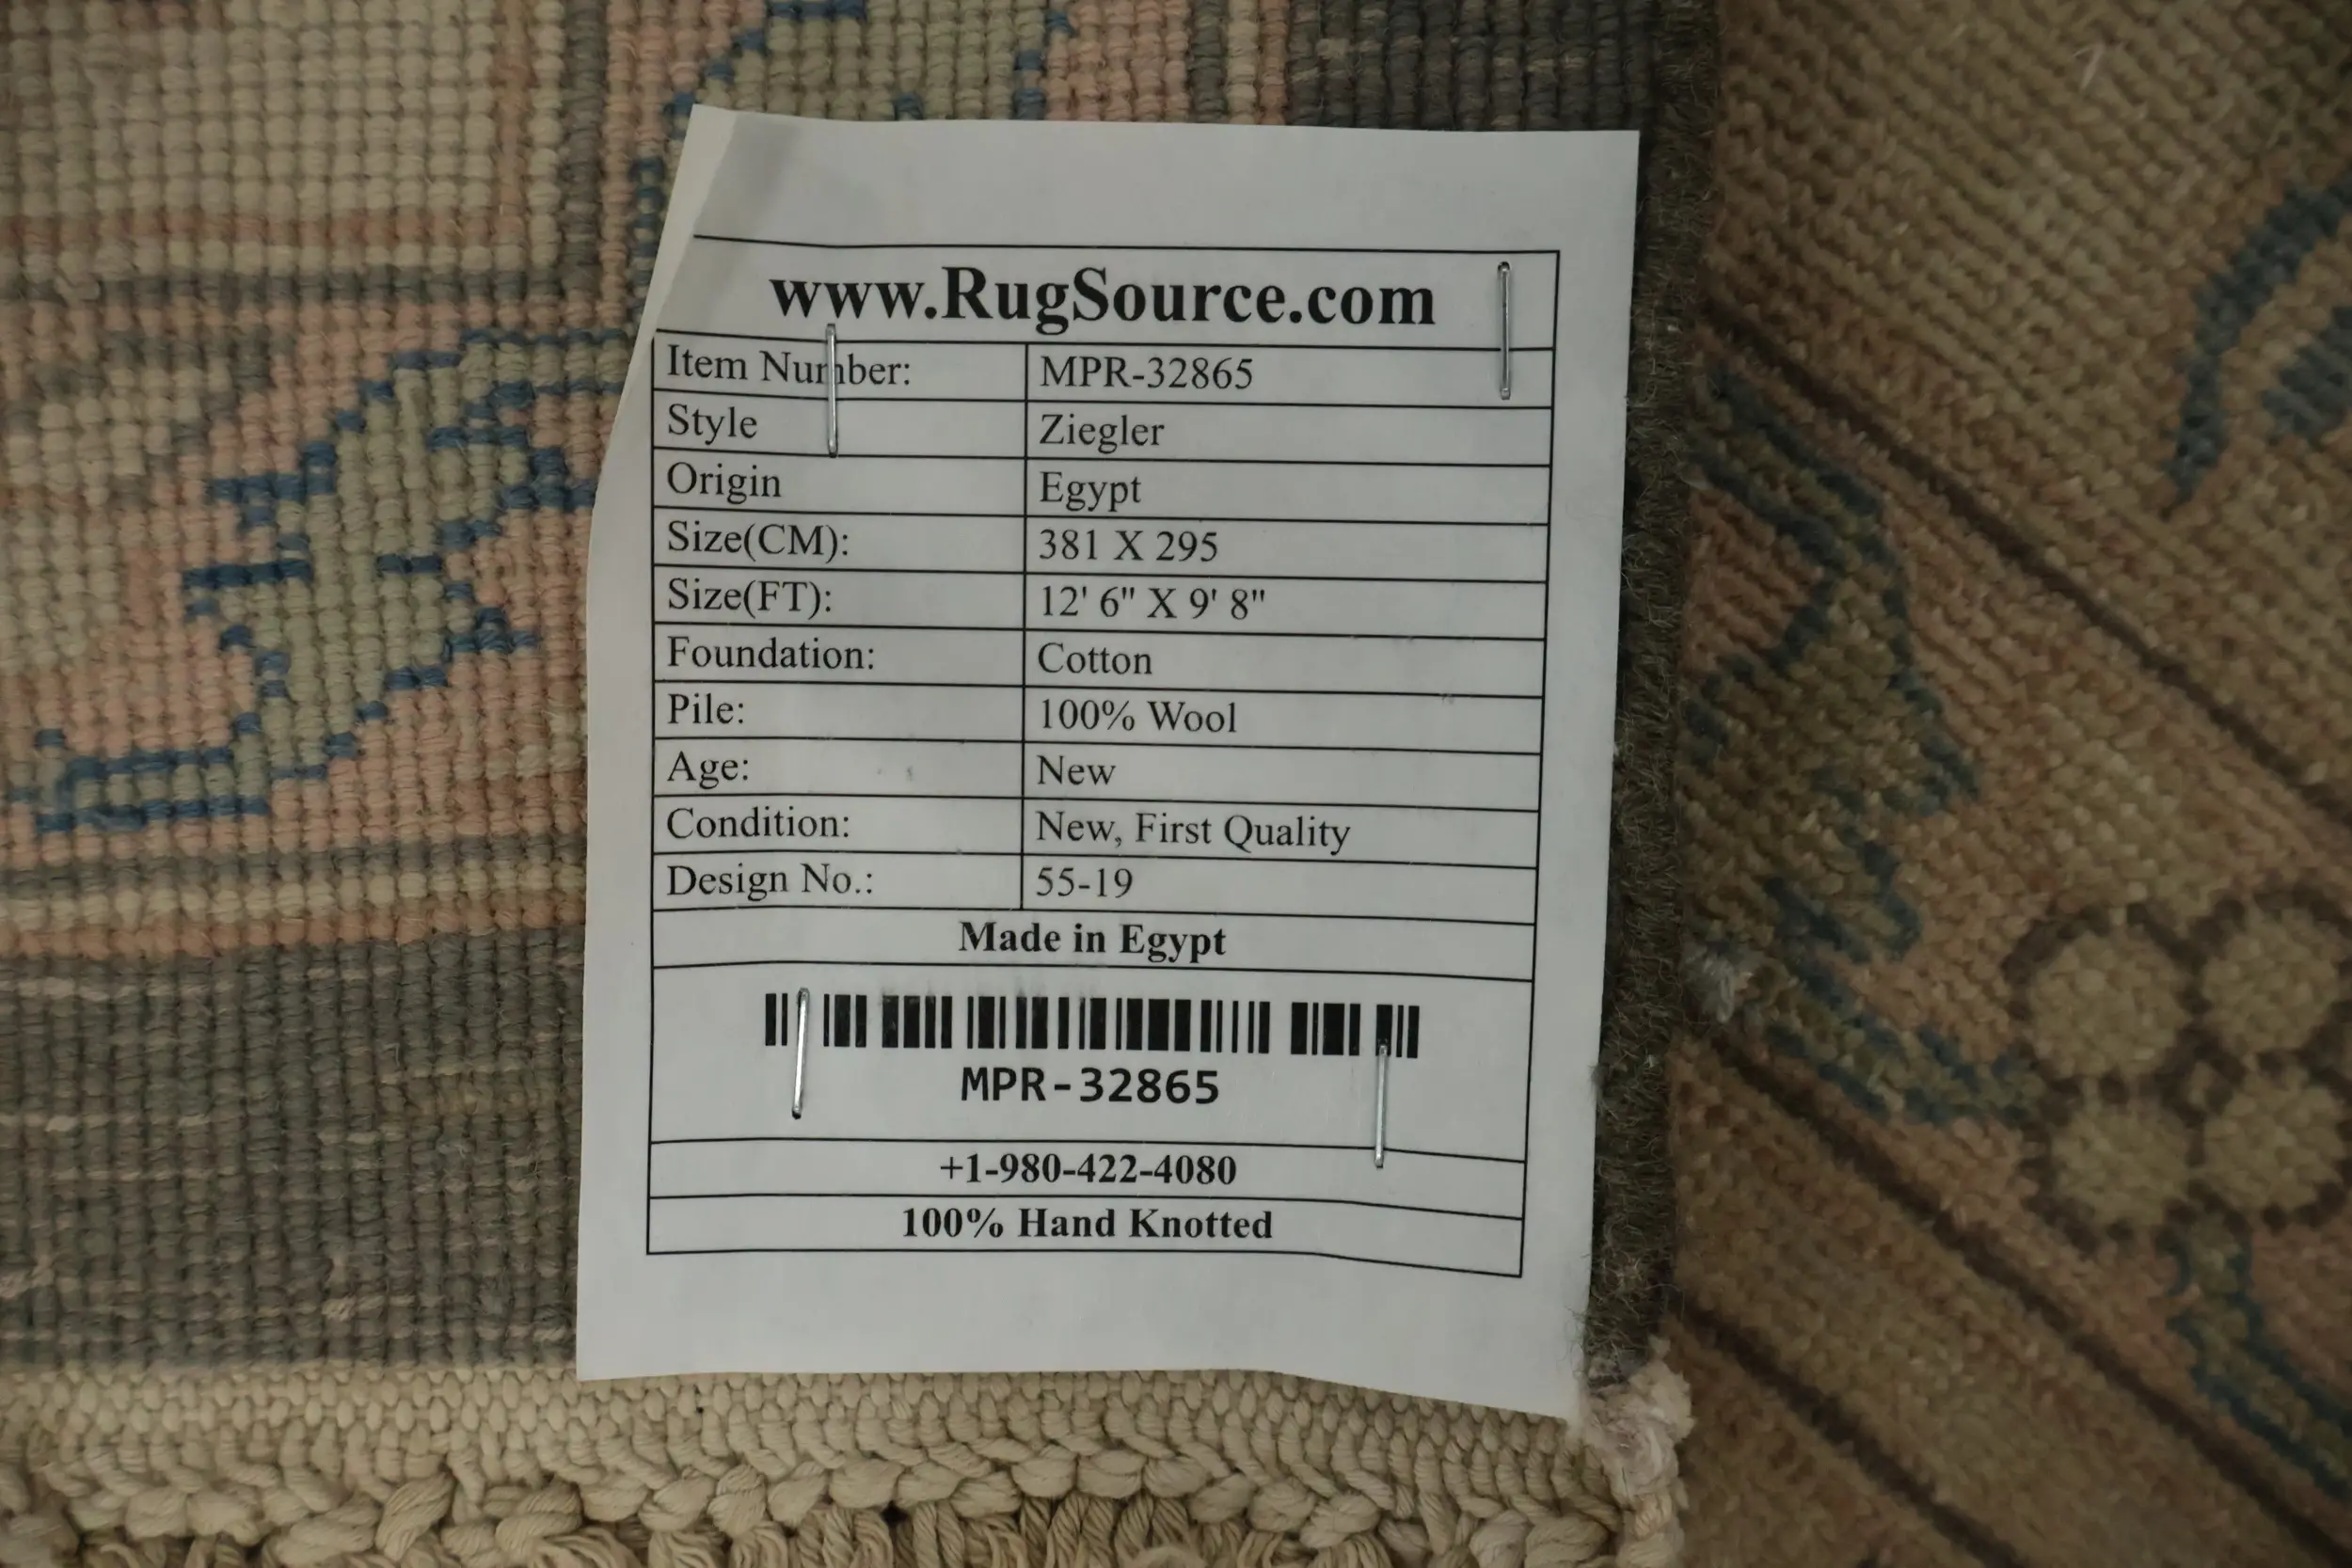 www.RugSource.com
Item Number: MPR-32865
Style Ziegler
Origin Egypt
Size(CM): 381 X 295
Size(FT): 12' 6" X 9' 8"
Foundation: Cotton
Pile: 100% Wool
Age: New
Condition: New, First Quality
Design No.: 55-19
Made in Egypt
MPR-32865
+1-980-422-4080
100% Hand Knotted